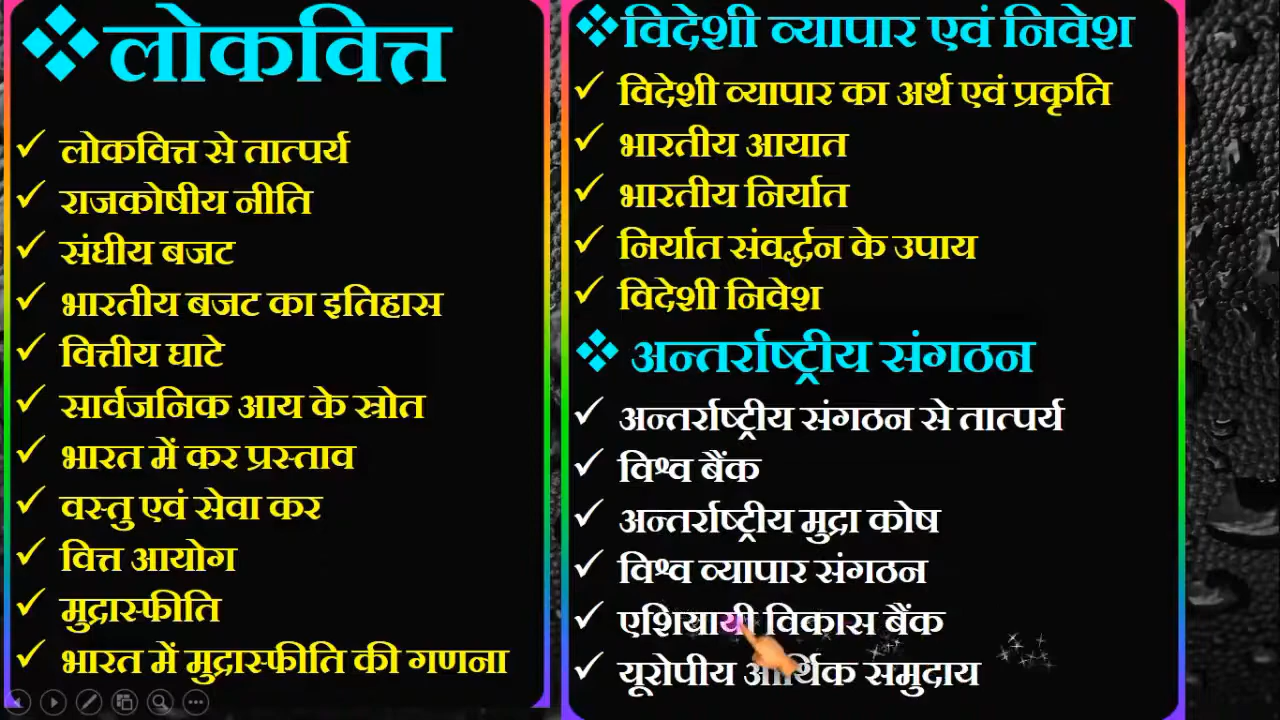 लोकवित्त
लोकवित्त से तात्पर्य
राजकोषीय नीति
संघीय बजट
भारतीय बजट का इतिहास
वित्तीय घाटे
सार्वजनिक आय के स्रोत
भारत में कर प्रस्ताव
वस्तु एवं सेवा कर
वित्त आयोग
मुद्रास्फीति
भारत में मुद्रास्फीति की गणना
विदेशी व्यापार एवं निवेश
विदेशी व्यापार का अर्थ एवं प्रकृति
भारतीय आयात
भारतीय निर्यात
निर्यात संवर्द्धन के उपाय
विदेशी निवेश
अन्तर्राष्ट्रीय संगठन
अन्तर्राष्ट्रीय संगठन से तात्पर्य
विश्व बैंक
अन्तर्राष्ट्रीय मुद्रा कोष
विश्व व्यापार संगठन
एशियायी विकास बैंक
यूरोपीय आर्थिक समुदाय